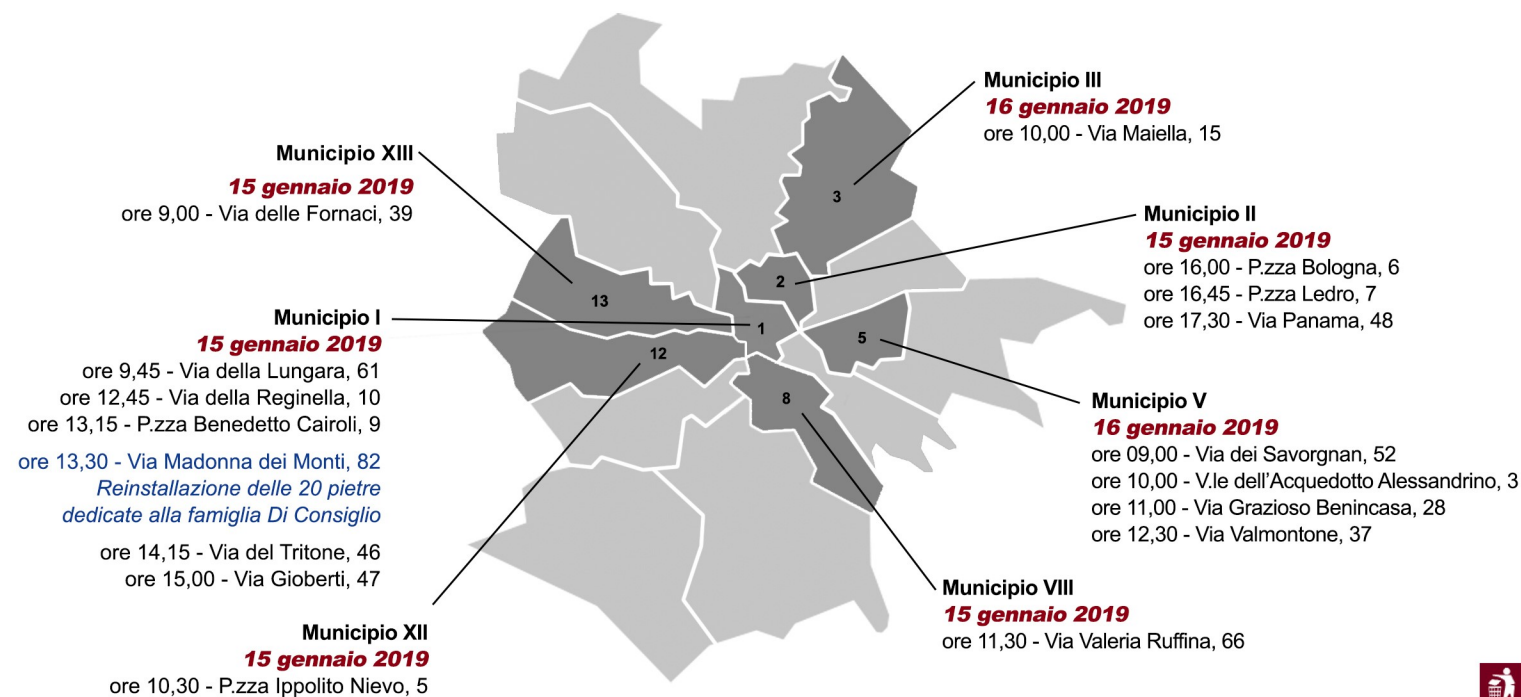 Municipio III
16 gennaio 2019
ore 10,00 - Via Maiella, 15
Municipio XIII
15 gennaio 2019
ore 9,00 - Via delle Fornaci, 39
Municipio II
15 gennaio 2019
ore 16,00 - P.zza Bologna, 6
ore 16,45 - P.zza Ledro, 7
ore 17,30 - Via Panama, 48
Municipio I
15 gennaio 2019
ore 9,45 - Via della Lungara, 61
ore 12,45 - Via della Reginella, 10
ore 13,15 - P.zza Benedetto Cairoli, 9
ore 13,30 - Via Madonna dei Monti, 82
Reinstallazione delle 20 pietre
dedicate alla famiglia Di Consiglio
ore 14,15 - Via del Tritone, 46
ore 15,00 - Via Gioberti, 47
Municipio V
16 gennaio 2019
ore 09,00 - Via dei Savorgnan, 52
ore 10,00 - V.le dell'Acquedotto Alessandrino, 3
ore 11,00 - Via Grazioso Benincasa, 28
ore 12,30 - Via Valmontone, 37
Municipio VIII
15 gennaio 2019
ore 11,30 - Via Valeria Ruffina, 66
Municipio XII
15 gennaio 2019
ore 10,30 - P.zza Ippolito Nievo, 5
3
2
13
1
5
12
8